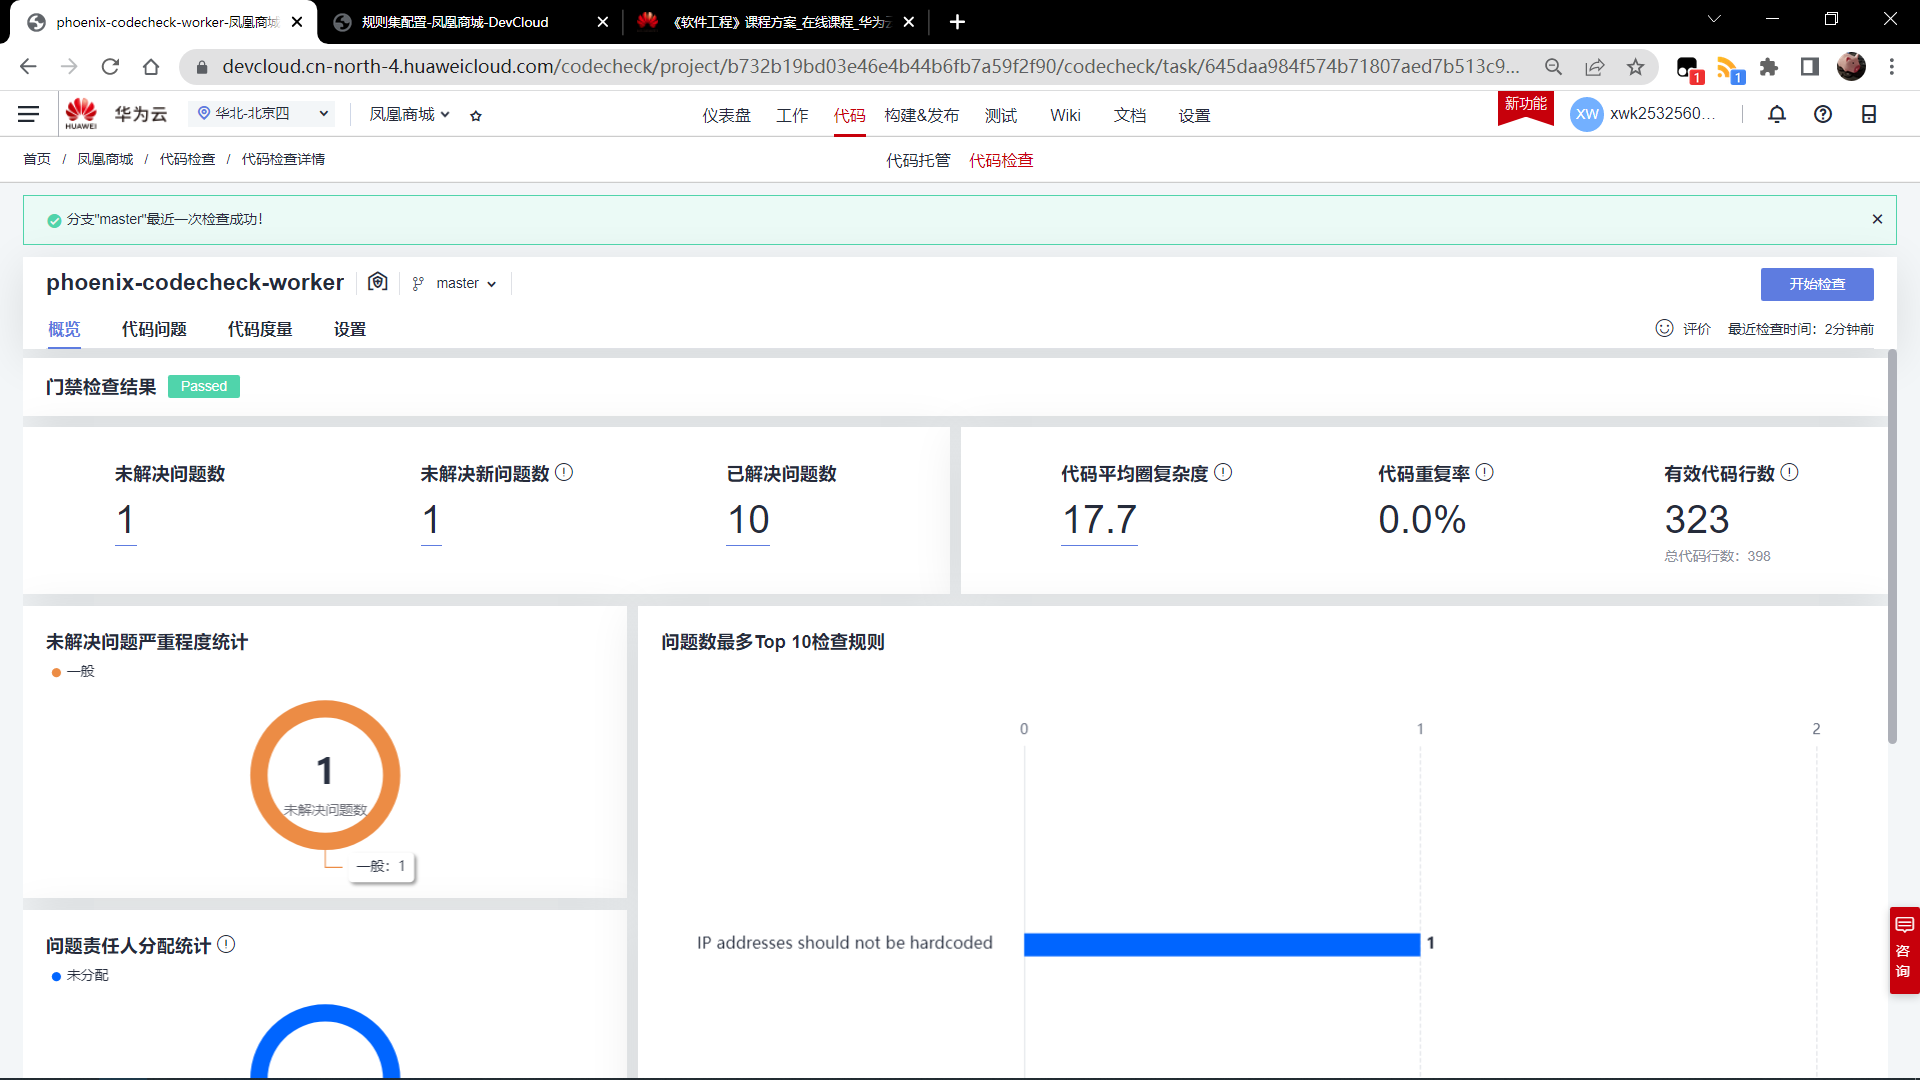 phoenix-codecheck-worker-凤凰商城
规则集配置-凤凰商城-DevCloud
《软件工程》课程方案_在线课程_华为
devcloud.cn-north-4.huaweicloud.com/codecheck/project/b732b19bd03e46e4b44b6fb7a59f2f90/codecheck/task/645daa984f574b71807aed7b513c9...
1
1
HUAWEI
华为云
华北-北京四
凤凰商城
仪表盘
工作
代码
构建&发布
测试
Wiki
文档
设置
新功能
XW
xwk2532560...
首页 / 凤凰商城 / 代码检查 / 代码检查详情
代码托管
代码检查
分支"master"最近一次检查成功!
phoenix-codecheck-worker
master
开始检查
概览
代码问题
代码度量
设置
评价
最近检查时间：2分钟前
门禁检查结果
Passed
未解决问题数
1
未解决新问题数
1
已解决问题数
10
代码平均圈复杂度
17.7
代码重复率
0.0%
有效代码行数
323
总代码行数：398
未解决问题严重程度统计
一般
1
未解决问题数
一般：1
问题数最多Top 10检查规则
0
1
2
IP addresses should not be hardcoded
1
问题责任人分配统计
未分配
咨
询